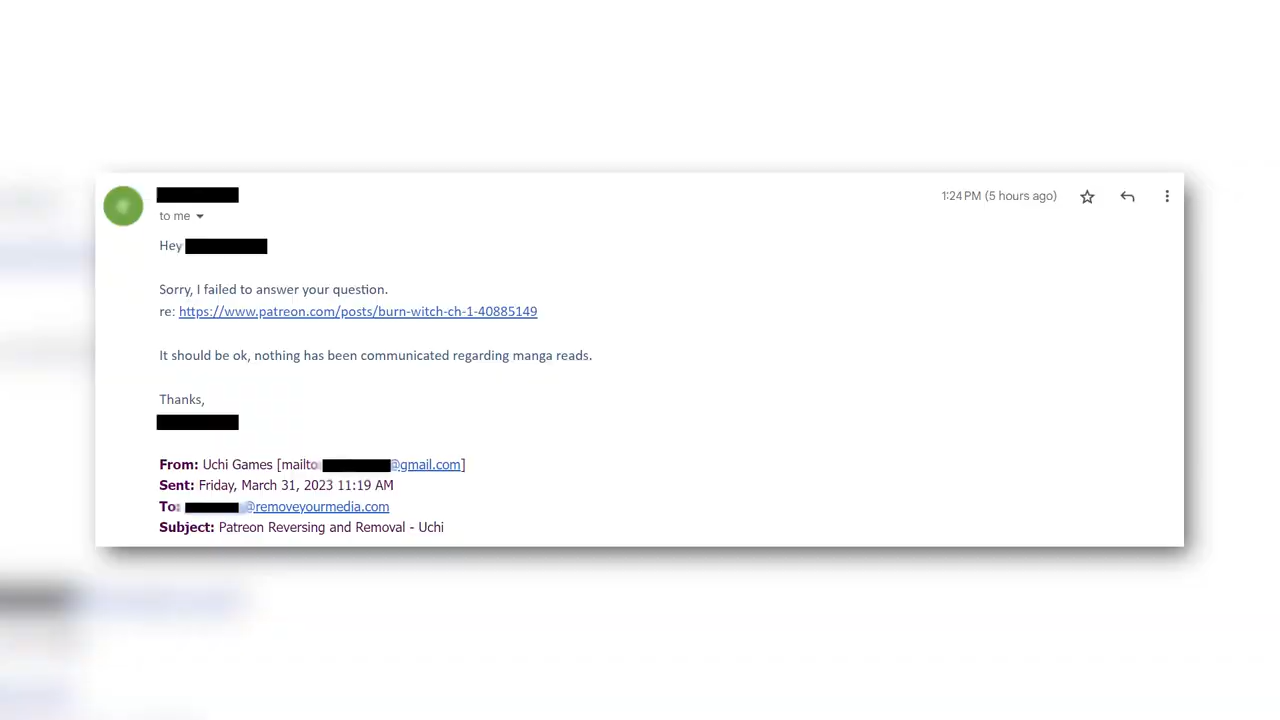 1:24 PM (5 hours ago)
to me
Hey
Sorry, I failed to answer your question.
re: https://www.patreon.com/posts/burn-witch-ch-1-40885149
It should be ok, nothing has been communicated regarding manga reads.
Thanks,
From: Uchi Games [mailto @gmail.com]
Sent: Friday, March 31, 2023 11:19 AM
To: @removeyourmedia.com
Subject: Patreon Reversing and Removal - Uchi